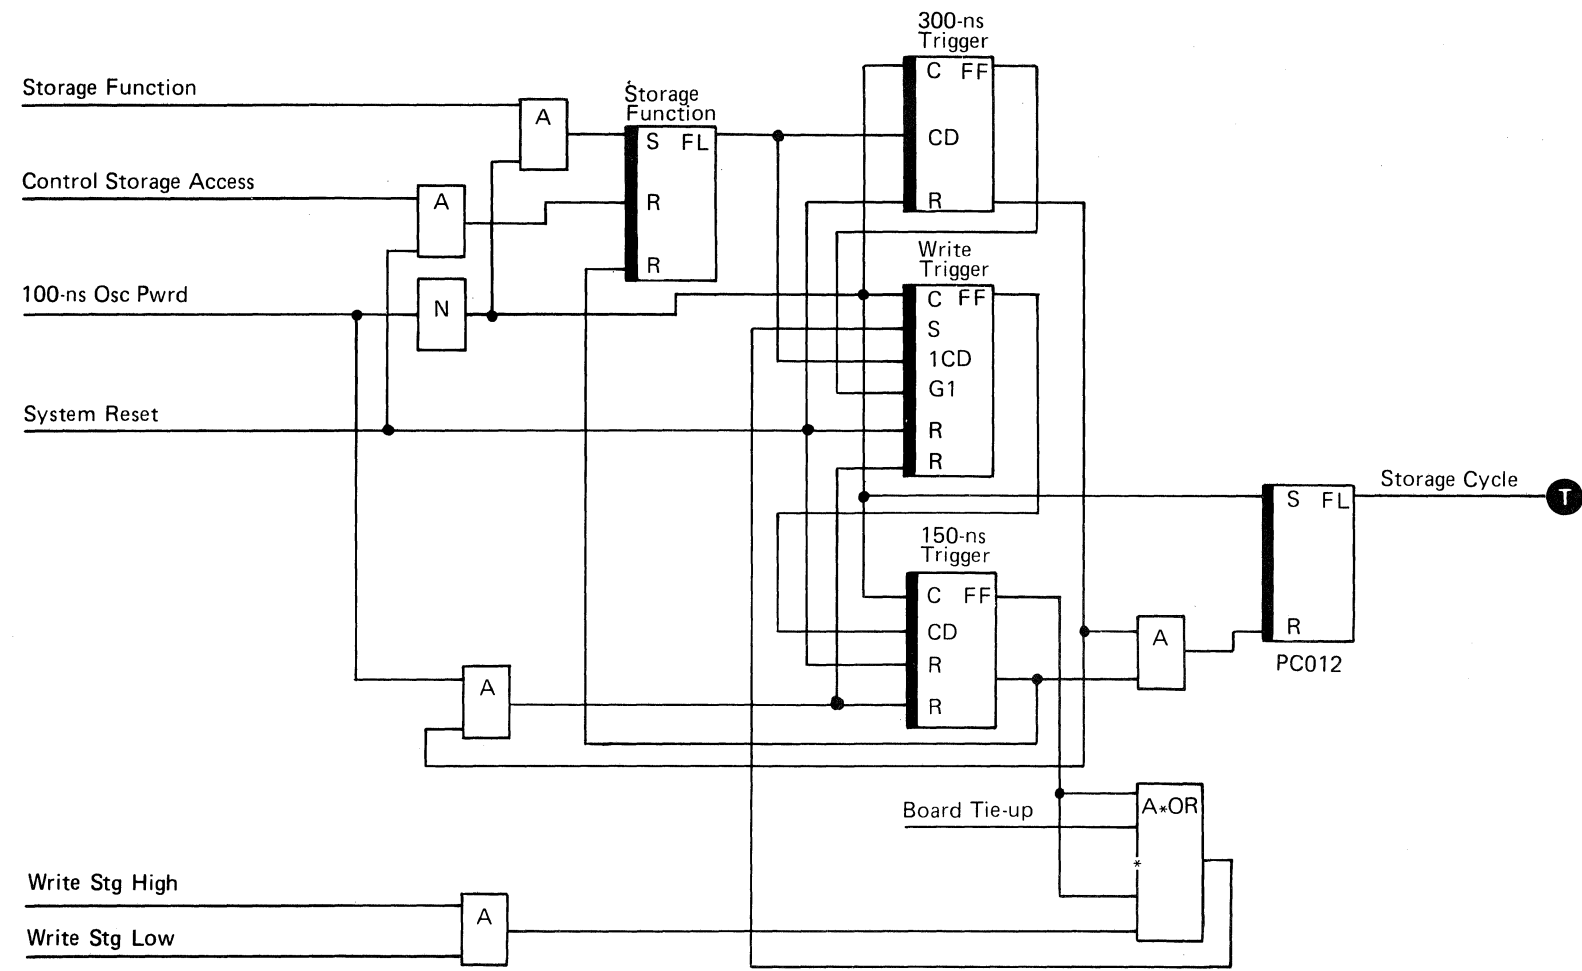 300-ns
Trigger
C FF
CD
R
Storage Function
A
Storage
Function
S FL
R
R
Control Storage Access
A
100-ns Osc Pwrd
N
Write
Trigger
C FF
S
1CD
G1
R
R
System Reset
Storage Cycle
T
S FL
R
PC012
150-ns
Trigger
C FF
CD
R
R
A
A
Board Tie-up
A*OR
*
Write Stg High
A
Write Stg Low